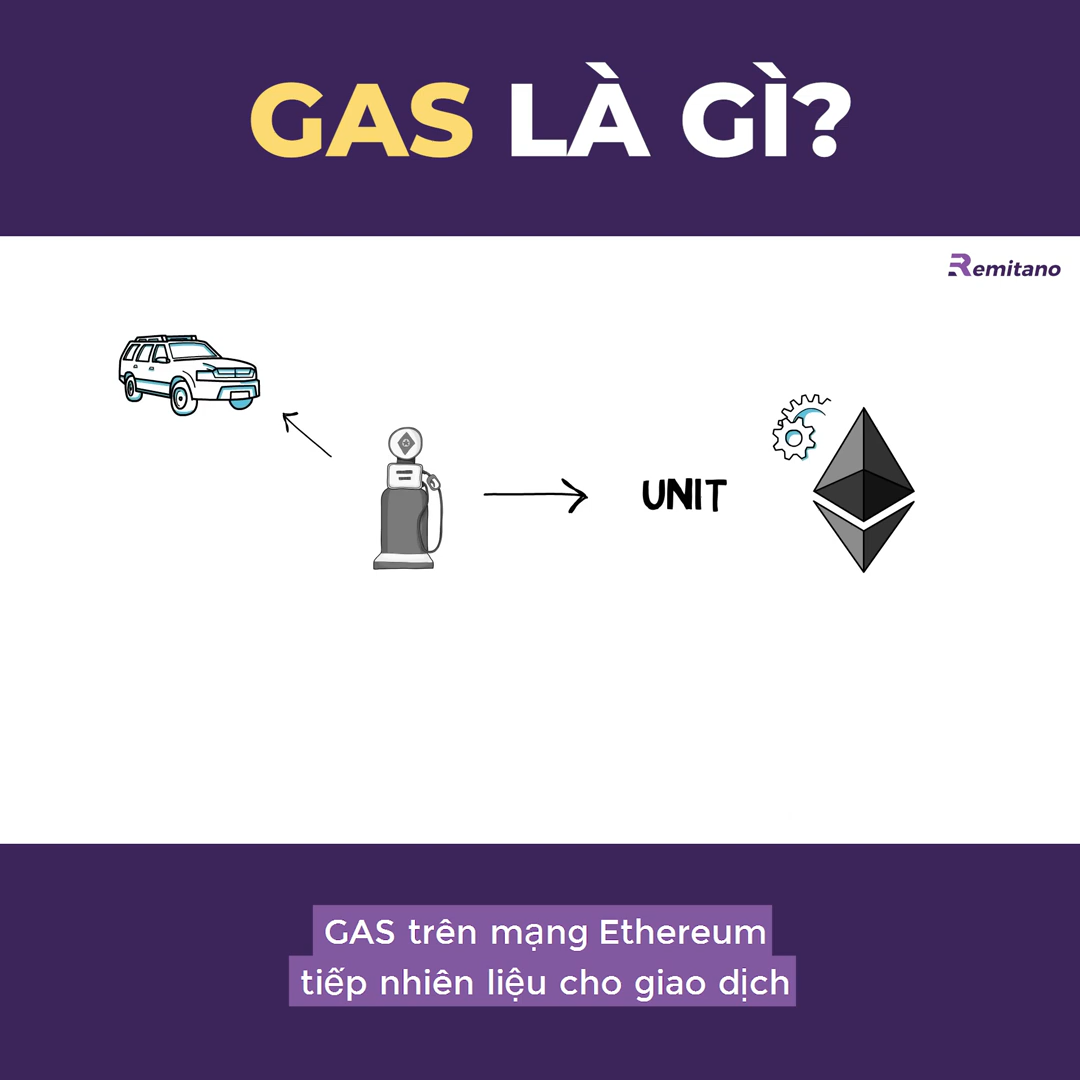 GAS LÀ GÌ?
Remitano
UNIT
GAS trên mạng Ethereum
tiếp nhiên liệu cho giao dịch